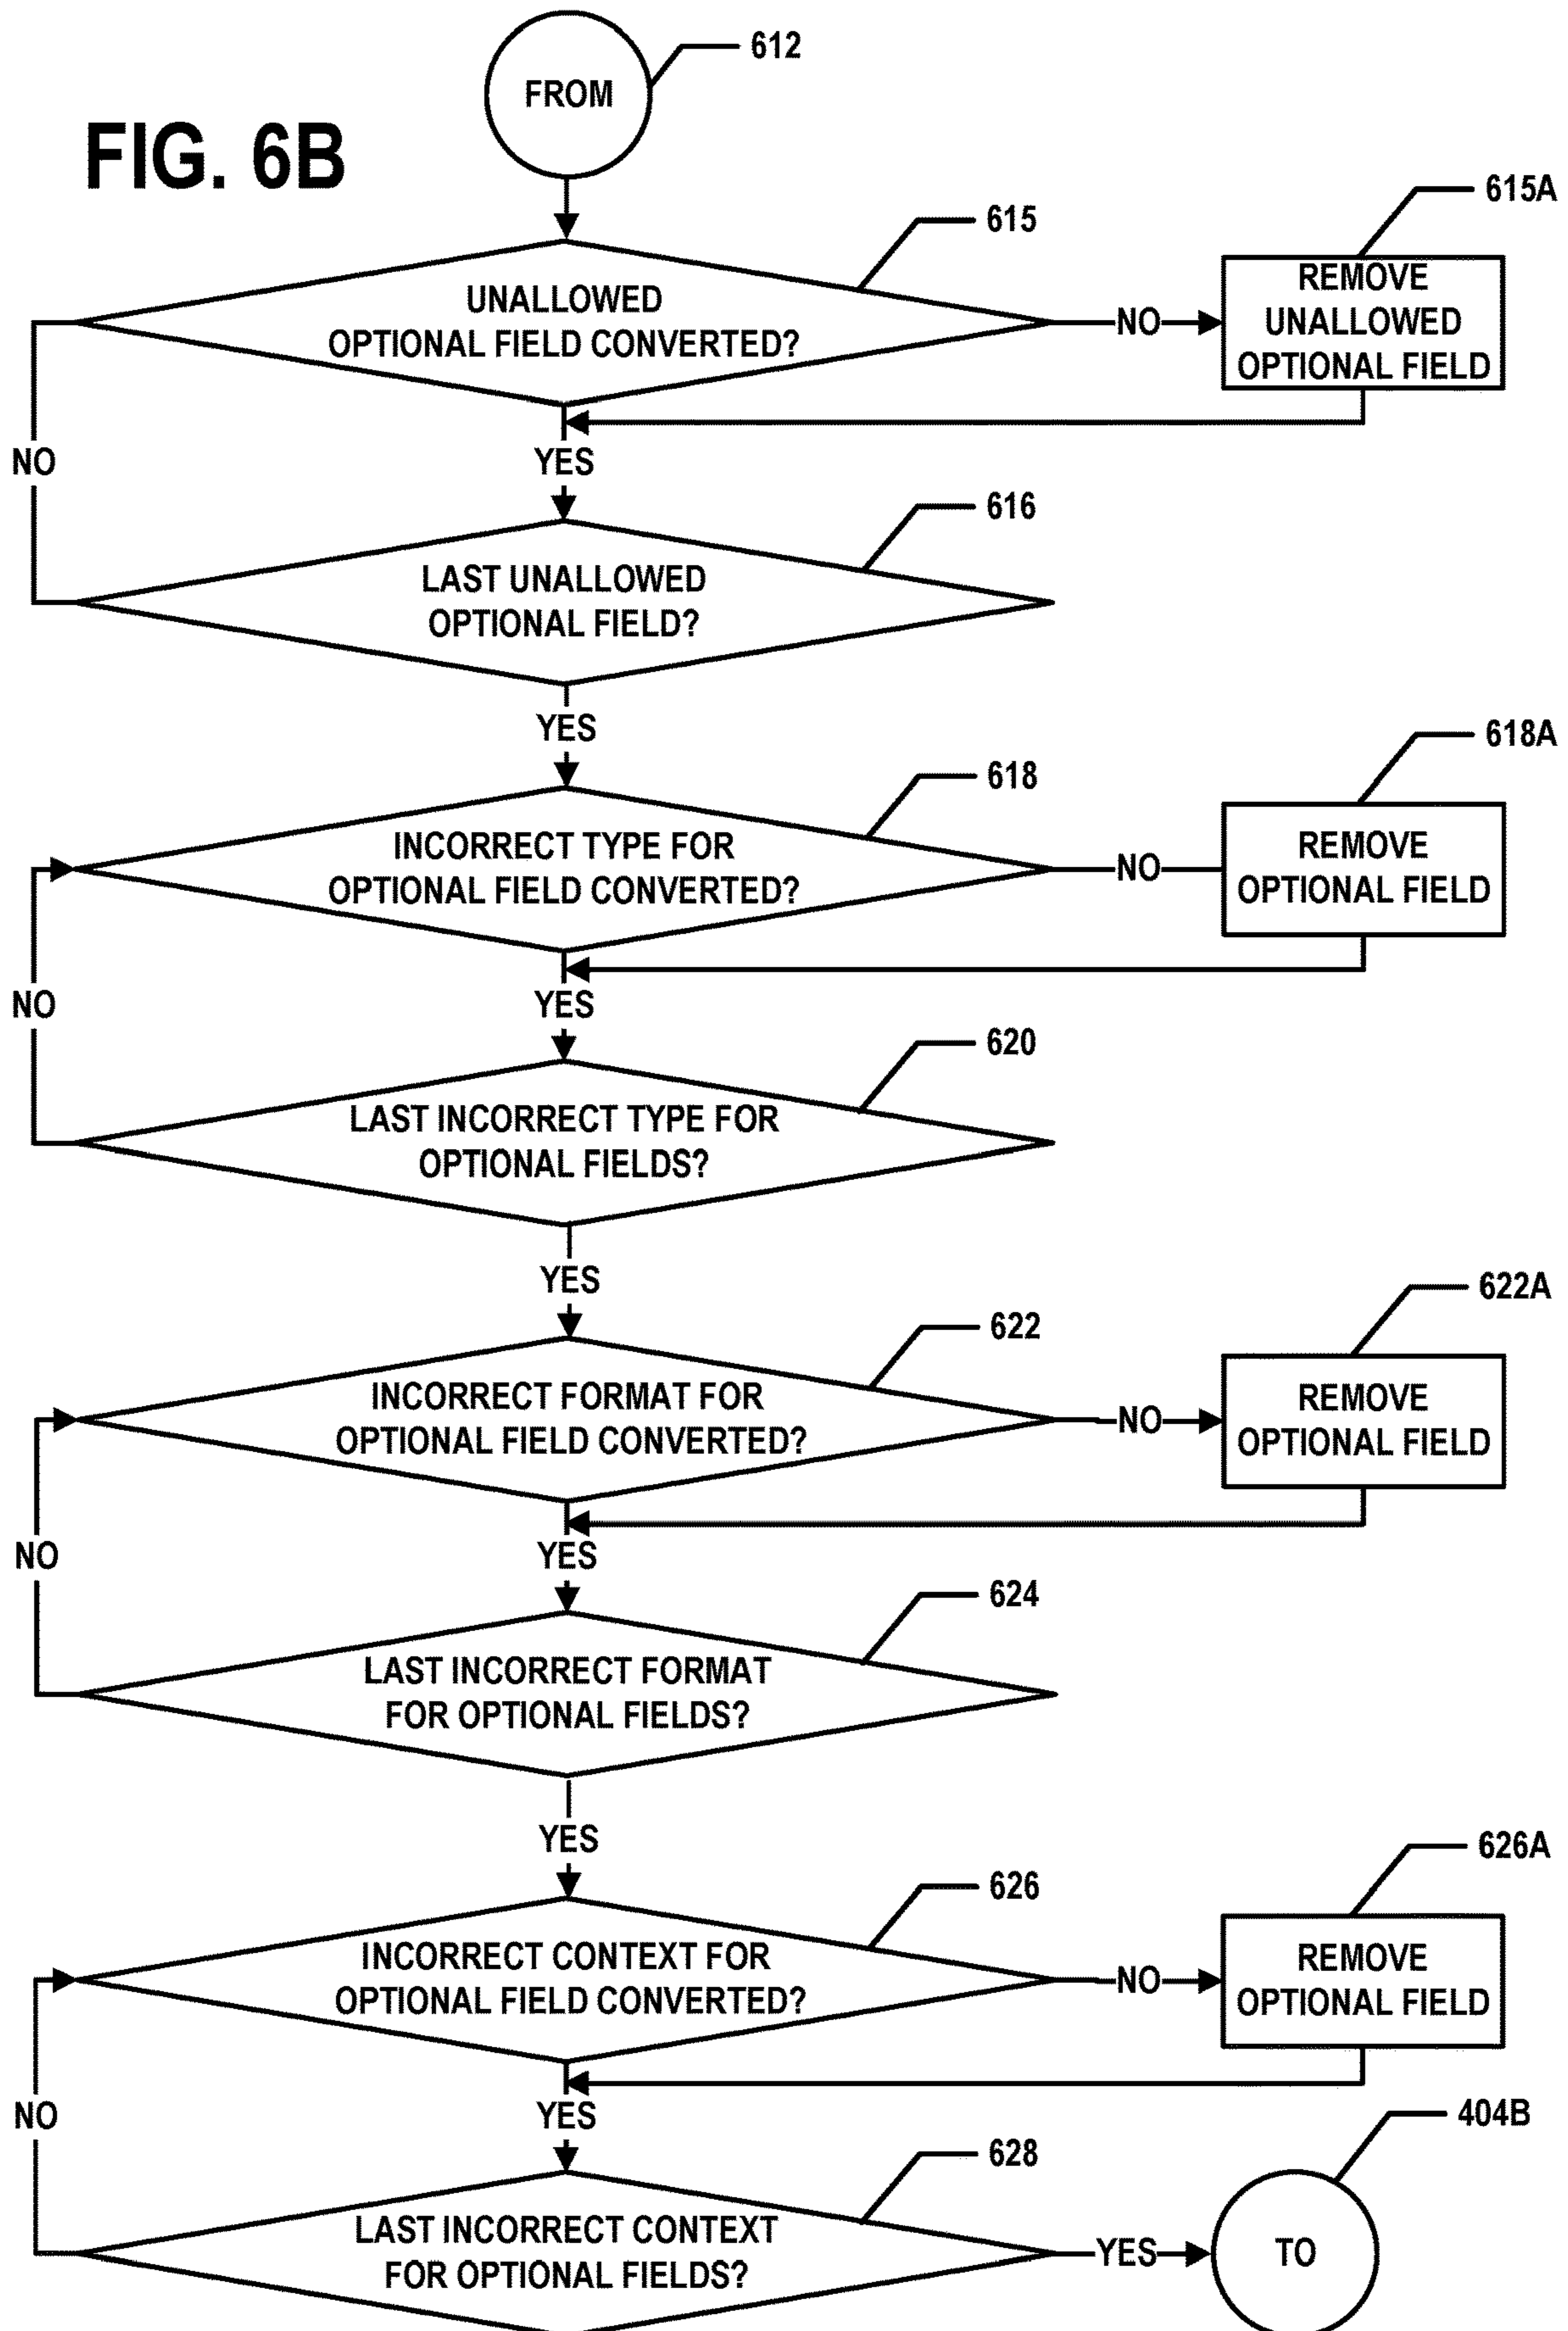 612
FROM
FIG. 6B
615A
615
REMOVE
UNALLOWED
OPTIONAL FIELD
UNALLOWED
OPTIONAL FIELD CONVERTED?
NO
NO
YES
616
LAST UNALLOWED
OPTIONAL FIELD?
YES
618A
618
INCORRECT TYPE FOR
OPTIONAL FIELD CONVERTED?
NO
REMOVE
OPTIONAL FIELD
NO
YES
620
LAST INCORRECT TYPE FOR
OPTIONAL FIELDS?
YES
622A
622
INCORRECT FORMAT FOR
OPTIONAL FIELD CONVERTED?
NO
REMOVE
OPTIONAL FIELD
NO
YES
624
LAST INCORRECT FORMAT
FOR OPTIONAL FIELDS?
YES
626A
626
INCORRECT CONTEXT FOR
OPTIONAL FIELD CONVERTED?
NO
REMOVE
OPTIONAL FIELD
NO
YES
404B
628
LAST INCORRECT CONTEXT
FOR OPTIONAL FIELDS?
YES
TO